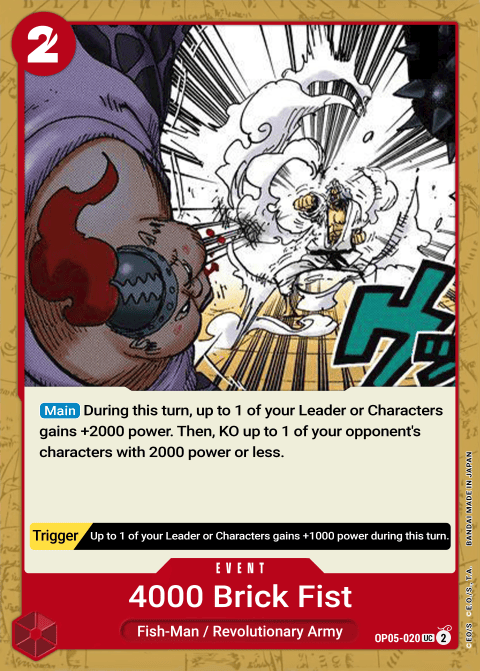 2
ウッ
Main During this turn, up to 1 of your Leader or Characters
gains +2000 power. Then, KO up to 1 of your opponent's
characters with 2000 power or less.
Trigger Up to 1 of your Leader or Characters gains +1000 power during this turn.
EVENT
4000 Brick Fist
Fish-Man / Revolutionary Army
OP05-020 UC 2
©E.O/S. ©E.O./S.,T.A. BANDAI MADE IN JAPAN